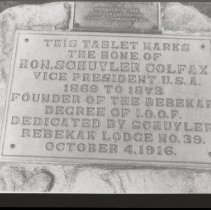 THIS TABLET MARKS
THE HOME OF
HON. SCHUYLER COLFAX
VICE PRESIDENT U.S.A.
1869 TO 1873
FOUNDER OF THE REBEKAH
DEGREE OF I.O.O.F.
DEDICATED BY SCHUYLER
REBEKAH LODGE NO. 39.
OCTOBER 4, 1916.